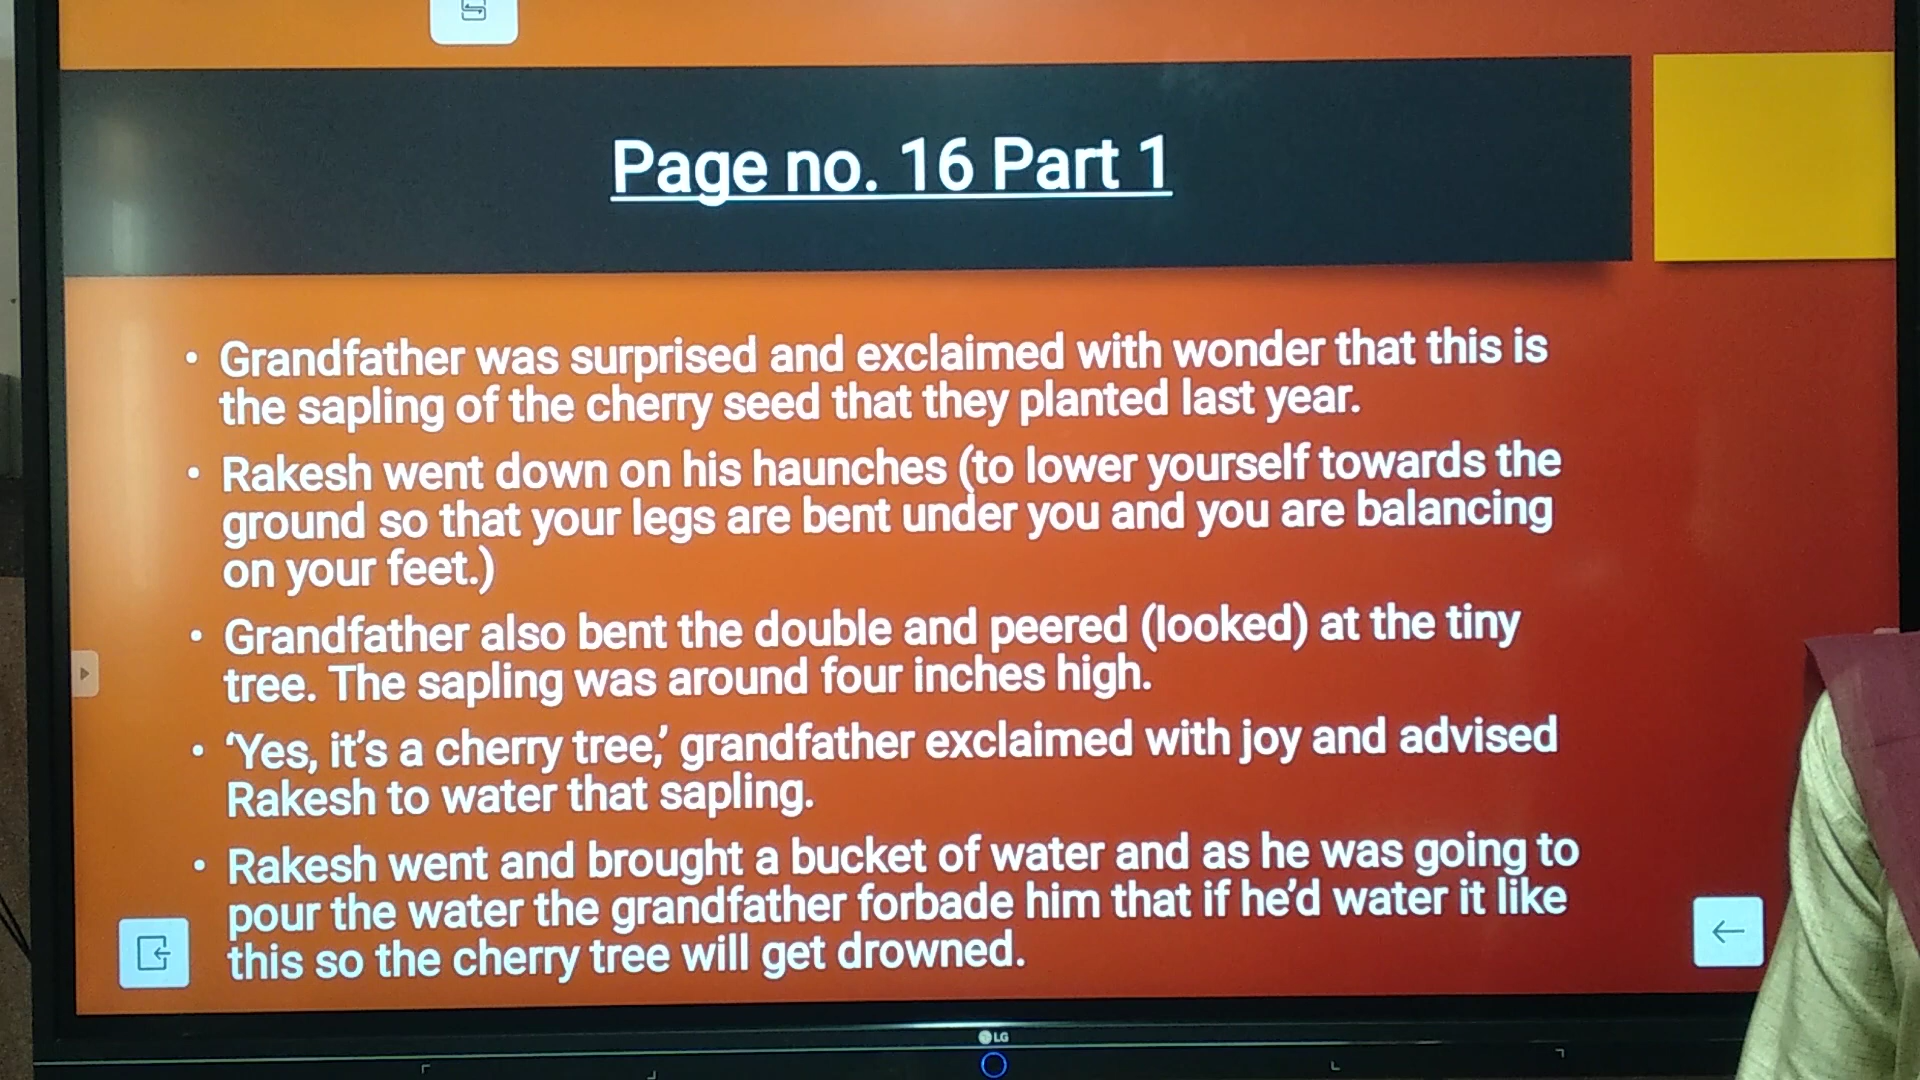 Page no. 16 Part 1
• Grandfather was surprised and exclaimed with wonder that this is
the sapling of the cherry seed that they planted last year.
• Rakesh went down on his haunches (to lower yourself towards the
ground so that your legs are bent under you and you are balancing
on your feet.)
• Grandfather also bent the double and peered (looked) at the tiny
tree. The sapling was around four inches high.
• ‘Yes, it’s a cherry tree,’ grandfather exclaimed with joy and advised
Rakesh to water that sapling.
• Rakesh went and brought a bucket of water and as he was going to
pour the water the grandfather forbade him that if he’d water it like
this so the cherry tree will get drowned.
LG